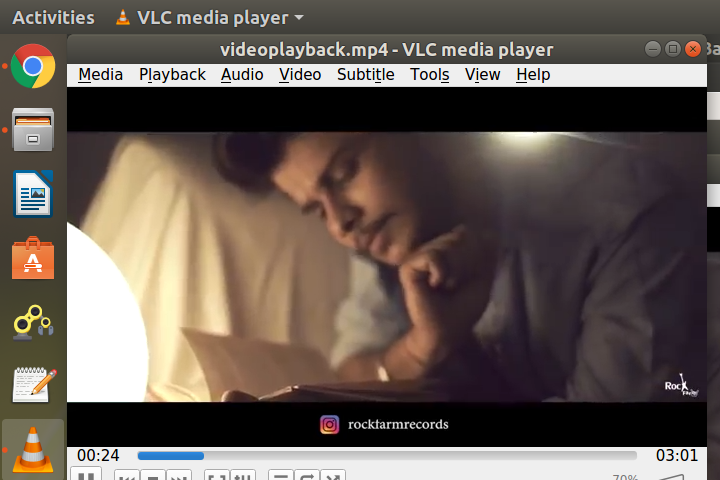 Activities VLC media player
videoplayback.mp4 - VLC media player
Media Playback Audio Video Subtitle Tools View Help
Rock
rockfarmrecords
00:24 03:01
70%